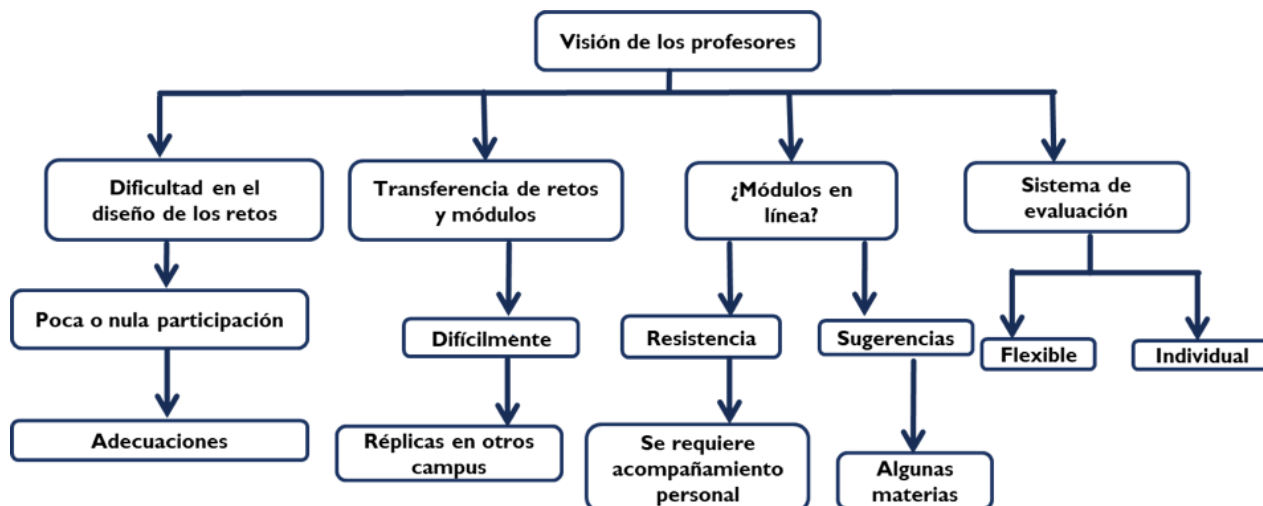 Visión de los profesores
Dificultad en el
diseño de los retos
Transferencia de retos
y módulos
¿Módulos en
línea?
Sistema de
evaluación
Poca o nula participación
Difícilmente
Resistencia
Sugerencias
Flexible
Individual
Adecuaciones
Réplicas en otros
campus
Se requiere
acompañamiento
personal
Algunas
materias